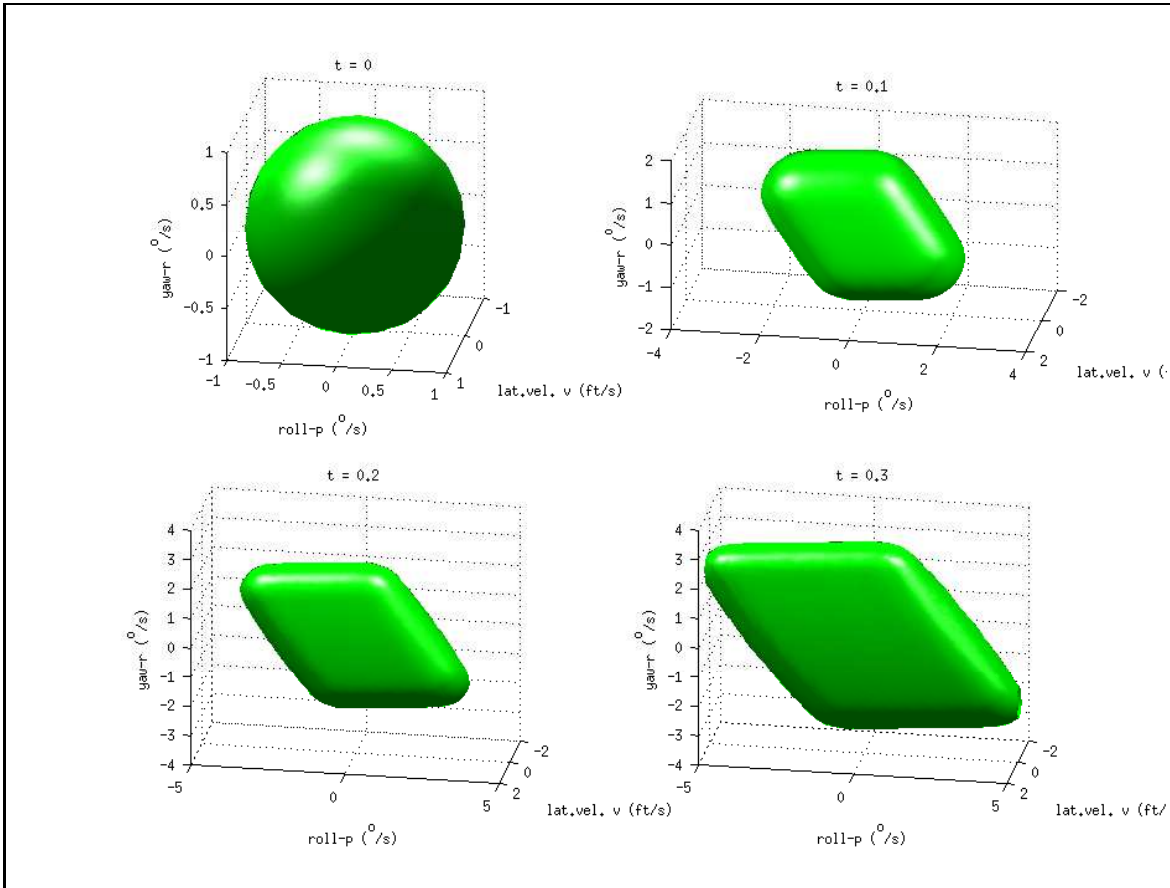 t = 0
1
0.5
0
-0.5
-1
yaw-r (°/s)
-1 -0.5 0 0.5 1
roll-p (°/s)
-1
0
1
lat.vel. v (ft/s)
t = 0.1
2
1
0
-1
-2
yaw-r (°/s)
-4 -2 0 2 4
roll-p (°/s)
-2
0
2
lat.vel. v (
t = 0.2
4
3
2
1
0
-1
-2
-3
-4
yaw-r (°/s)
-5 0 5
roll-p (°/s)
-2
0
2
lat.vel. v (ft/s)
t = 0.3
4
3
2
1
0
-1
-2
-3
-4
yaw-r (°/s)
-5 0 5
roll-p (°/s)
-2
0
2
lat.vel. v (ft/